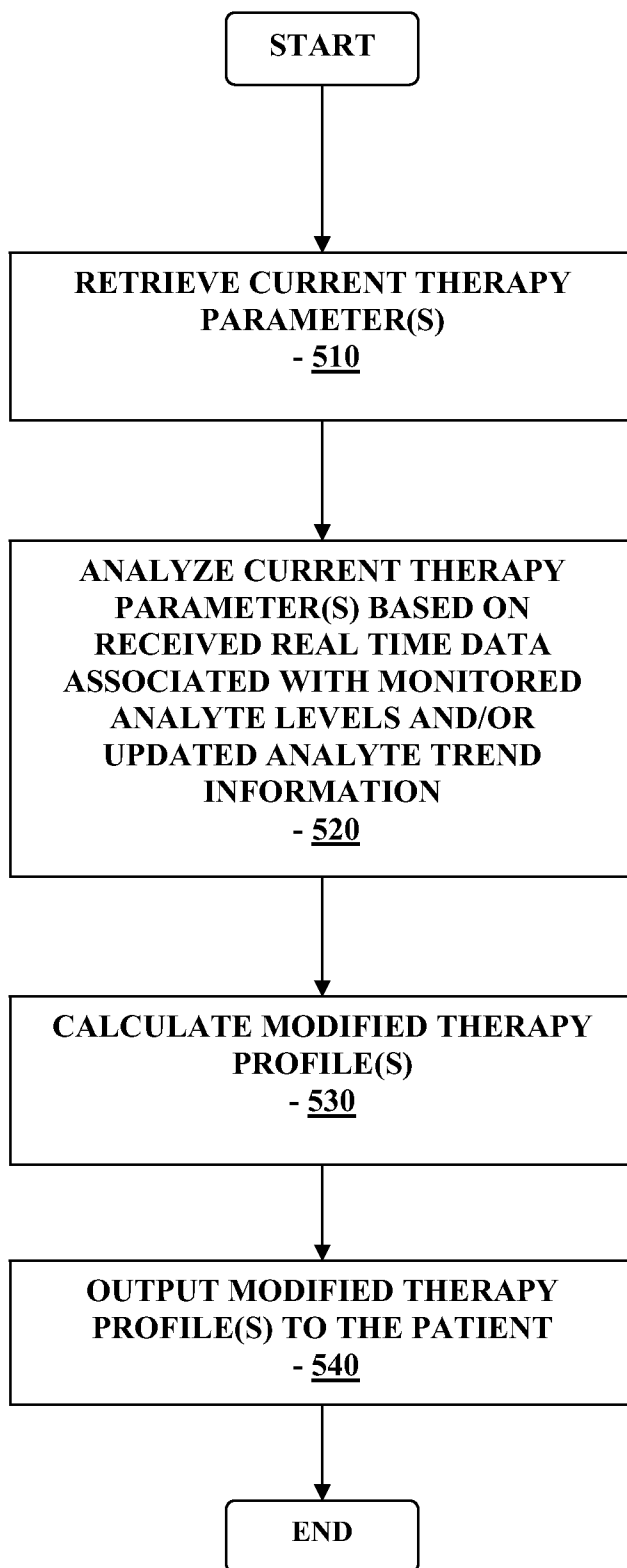 START
RETRIEVE CURRENT THERAPY
PARAMETER(S)
- 510
ANALYZE CURRENT THERAPY
PARAMETER(S) BASED ON
RECEIVED REAL TIME DATA
ASSOCIATED WITH MONITORED
ANALYTE LEVELS AND/OR
UPDATED ANALYTE TREND
INFORMATION
- 520
CALCULATE MODIFIED THERAPY
PROFILE(S)
- 530
OUTPUT MODIFIED THERAPY
PROFILE(S) TO THE PATIENT
- 540
END